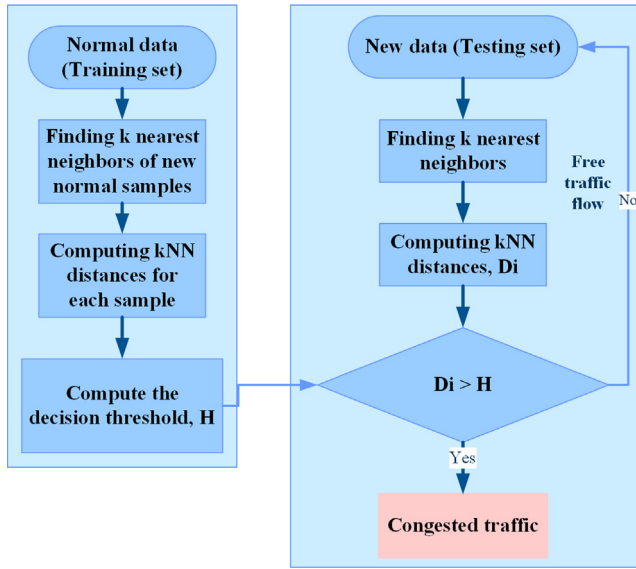 Normal data
(Training set)
Finding k nearest
neighbors of new
normal samples
Computing kNN
distances for
each sample
Compute the
decision threshold, H
New data (Testing set)
Finding k nearest
neighbors
Computing kNN
distances, Di
Di > H
Free
traffic
flow
No
Yes
Congested traffic